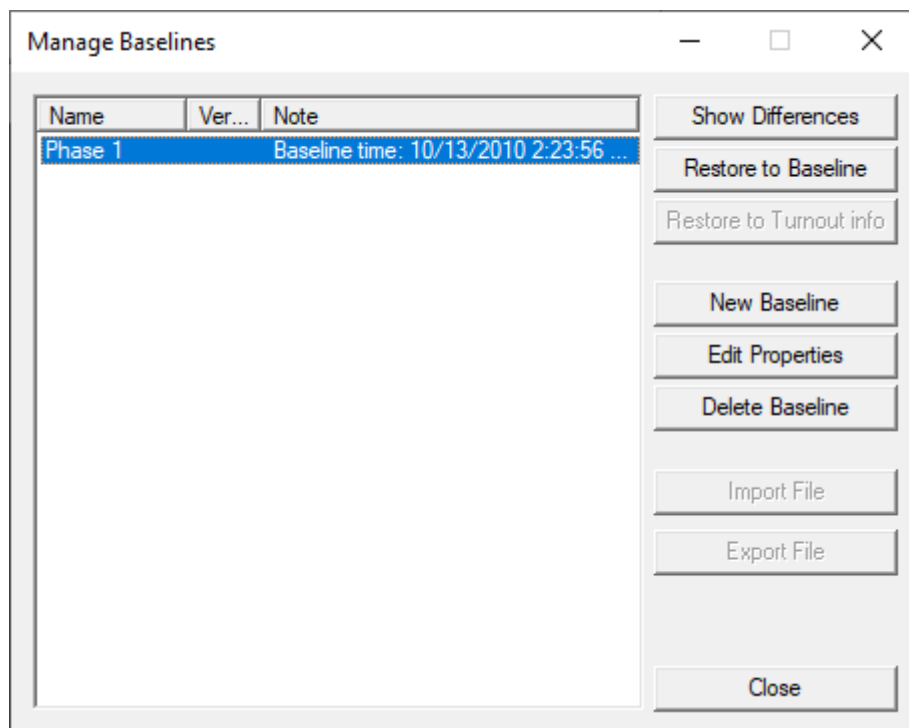 Manage Baselines
Name Ver... Note
Phase 1 Baseline time: 10/13/2010 2:23:56 ...
Show Differences
Restore to Baseline
Restore to Turnout info
New Baseline
Edit Properties
Delete Baseline
Import File
Export File
Close